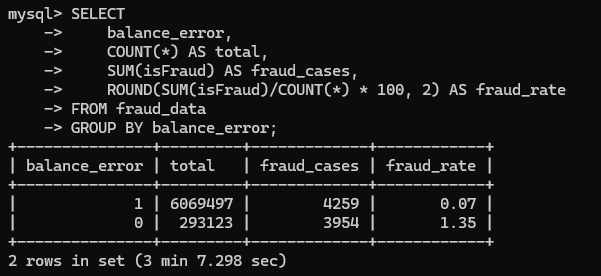 mysql> SELECT
    ->     balance_error,
    ->     COUNT(*) AS total,
    ->     SUM(isFraud) AS fraud_cases,
    ->     ROUND(SUM(isFraud)/COUNT(*) * 100, 2) AS fraud_rate
    -> FROM fraud_data
    -> GROUP BY balance_error;
+---------------+---------+-------------+------------+
| balance_error | total   | fraud_cases | fraud_rate |
+---------------+---------+-------------+------------+
|             1 | 6069497 |        4259 |       0.07 |
|             0 |  293123 |        3954 |       1.35 |
+---------------+---------+-------------+------------+
2 rows in set (3 min 7.298 sec)